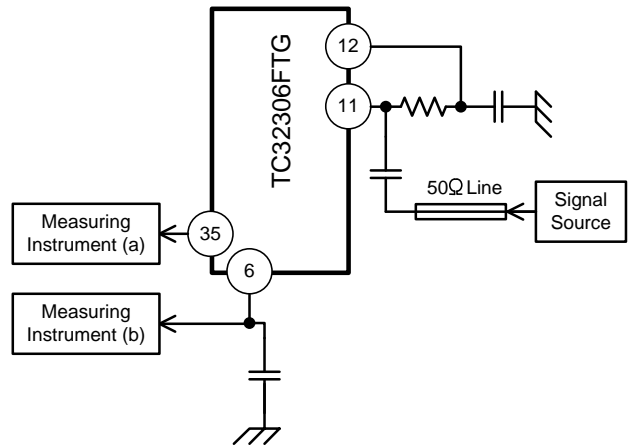 TC32306FTG
12
11
50Ω Line
Signal
Source
Measuring
Instrument (a)
35
6
Measuring
Instrument (b)